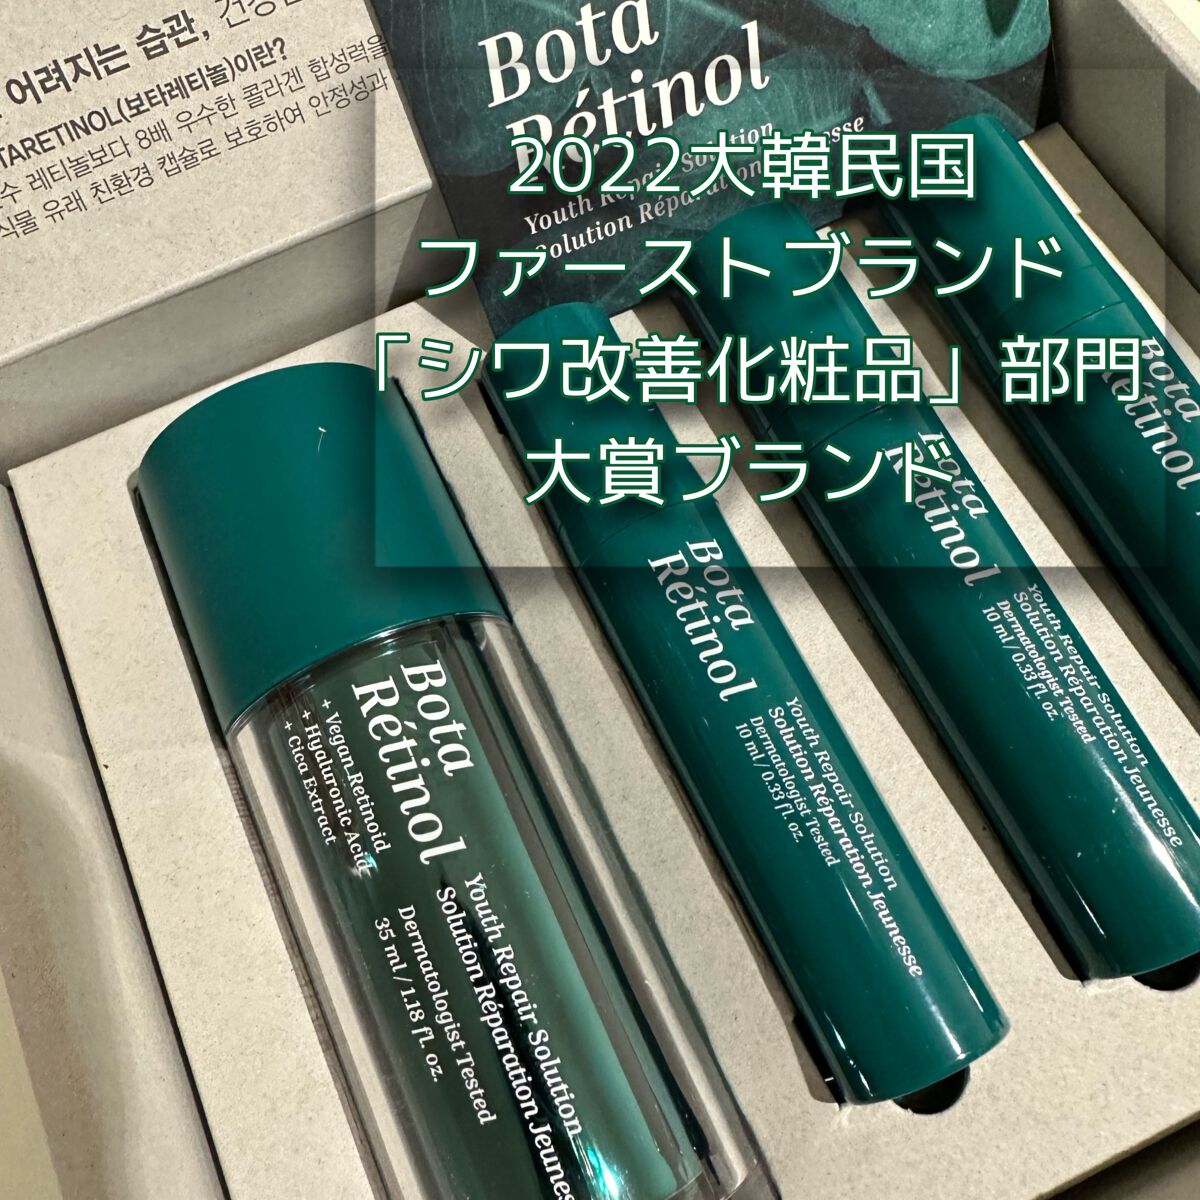 어려지는 습관,
TARETINOL(보타레티놀)이란?
수 레티놀보다 8배 우수한 콜라겐 합성력을
식물 유래 친환경 캡슐로 보호하여 안정성과
Bota
Rétinol
Youth Repair Solution
Solution Réparation Jeunesse
2022大韓民国
ファーストブランド
「シワ改善化粧品」部門
大賞ブランド
Bota
Rétinol
+ Vegan Retinoid
+ Hyaluronic Acid
+ Cica Extract
Youth Repair Solution
Solution Réparation Jeunesse
Dermatologist Tested
35 ml / 1.18 fl. oz.
Bota
Rétinol
Youth Repair Solution
Solution Réparation Jeunesse
Dermatologist Tested
10 ml / 0.33 fl. oz.
Bota
Rétinol
Youth Repair Solution
Solution Réparation Jeunesse
Dermatologist Tested
10 ml / 0.33 fl. oz.
Bota
Rétinol